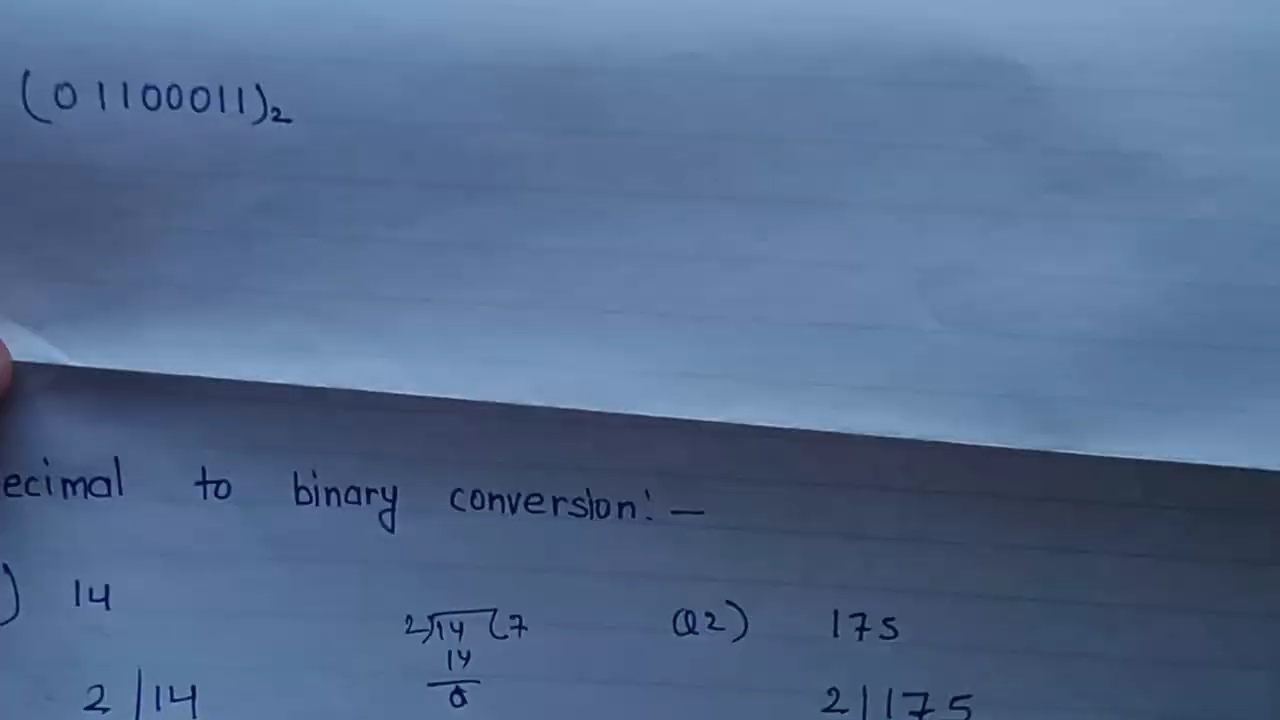 (01100011)₂
ecimal to binary conversion:-
) 14
2)14(7
14
0
2 | 14
Q2) 175
2 | 175